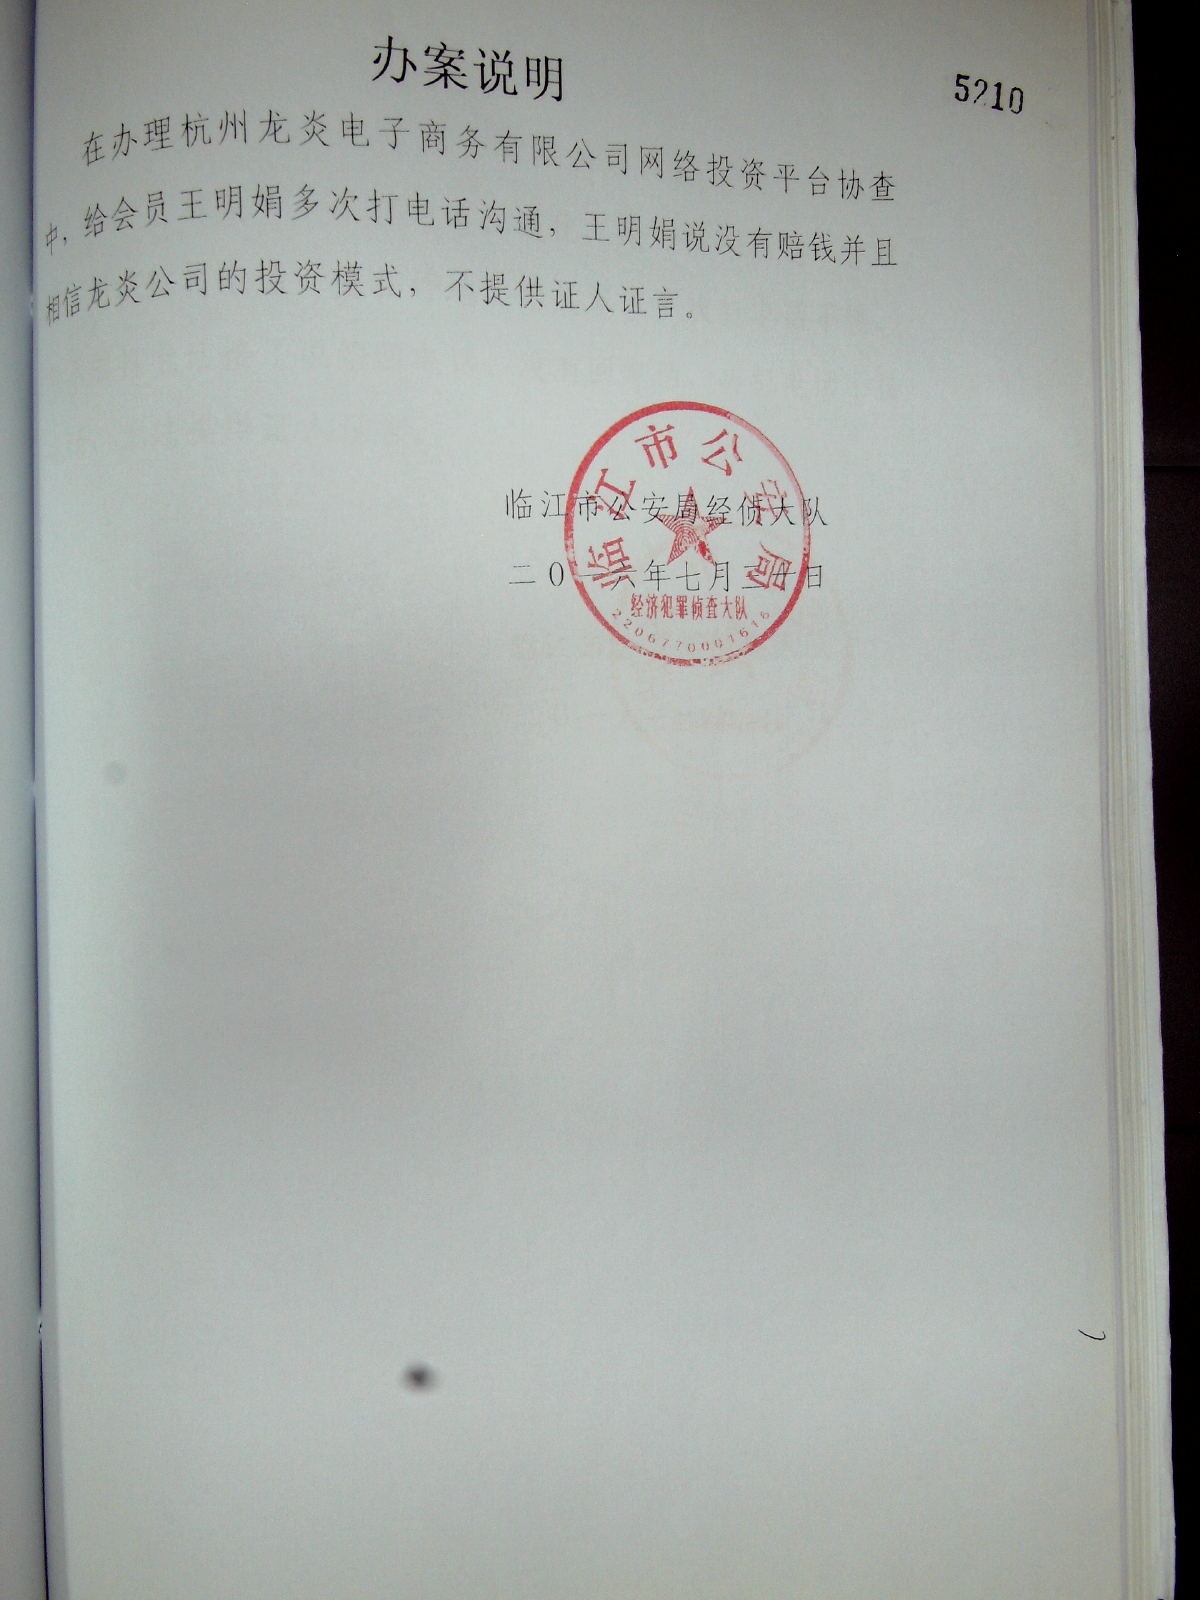 办案说明
5210
在办理杭州龙炎电子商务有限公司网络投资平台协查
中，给会员王明娟多次打电话沟通，王明娟说没有赔钱并且
相信龙炎公司的投资模式，不提供证人证言。
临江市公安局经侦大队
二0一六年七月二十日
临江市公安局
经济犯罪侦查大队
2206770001616